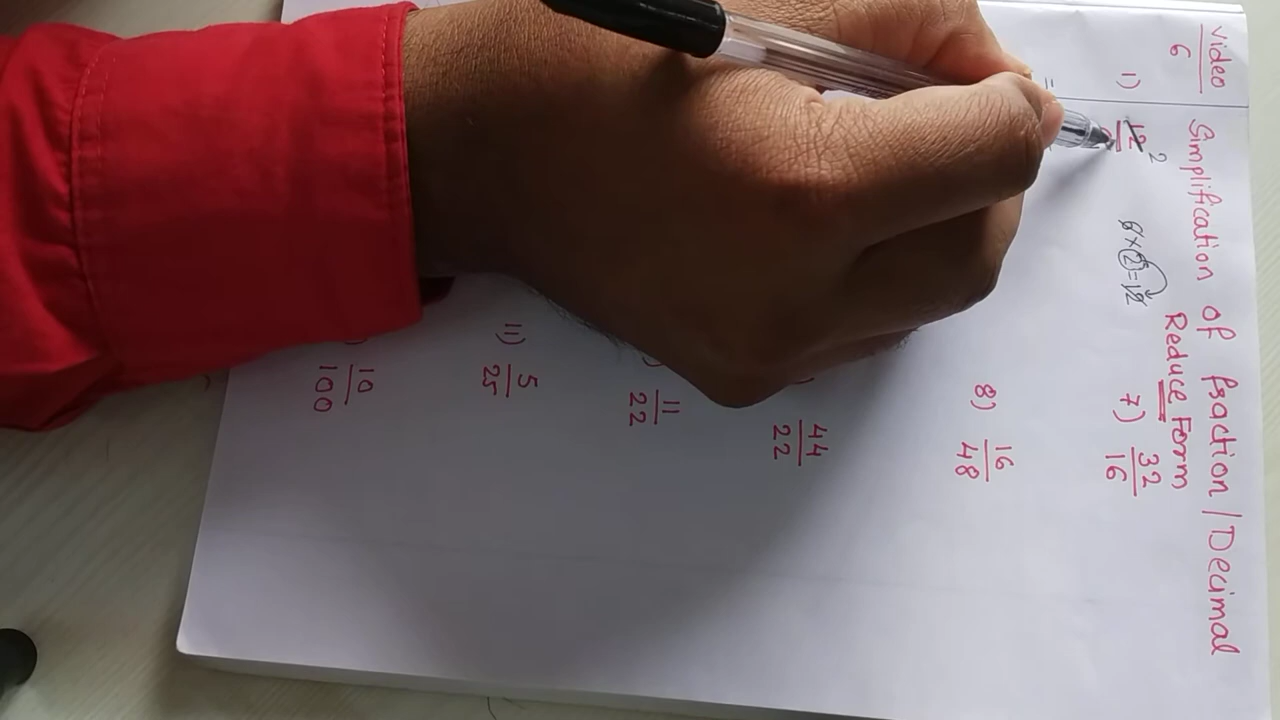 video
6
Simplification of fraction / Decimal
Reduce Form
1) 12 2
6 × 2 = 12
=
7) 32
16
8) 16
48
) 44
22
) 11
22
11) 5
25
) 10
100